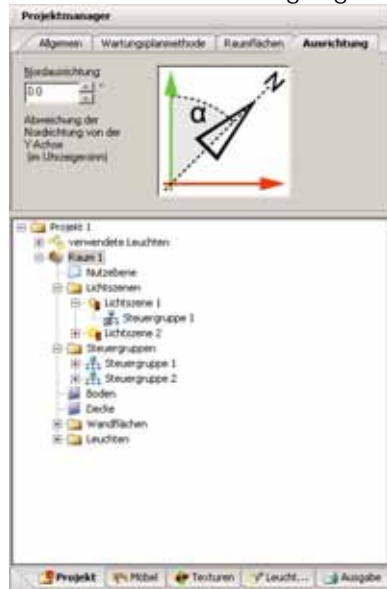 Projektmanager
Allgemein Wartungsplanmethode Raumflächen Ausrichtung
Nordausrichtung
0.0 °
α
N
Abweichung der
Nordrichtung von der
Y-Achse
(im Uhrzeigersinn)
Projekt 1
verwendete Leuchten
Raum 1
Nutzebene
Lichtszenen
Lichtszene 1
Steuergruppe 1
Lichtszene 2
Steuergruppen
Steuergruppe 1
Steuergruppe 2
Boden
Decke
Wandflächen
Leuchten
Projekt Möbel Texturen Leucht... Ausgabe